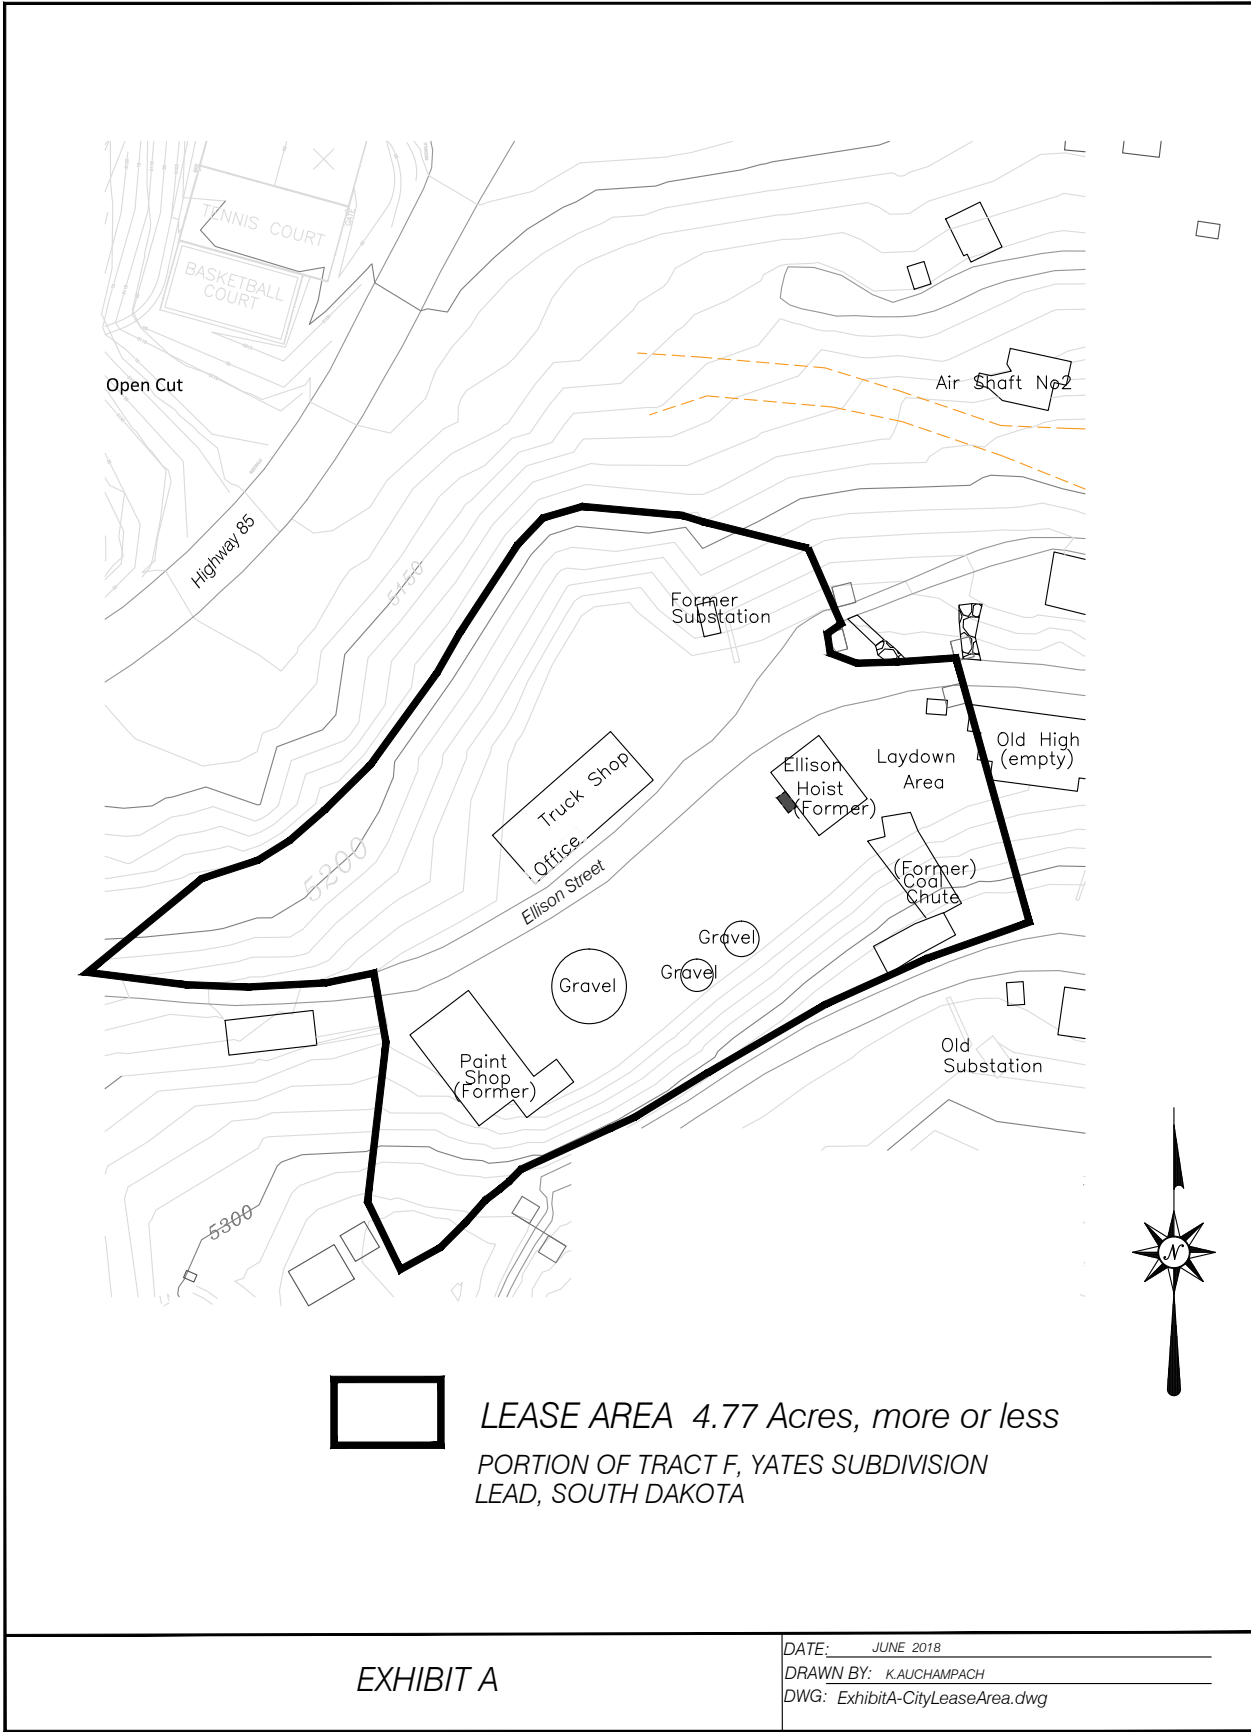 TENNIS COURT
GATE
BASKETBALL
COURT
Open Cut
Air Shaft No2
Highway 85
5150
Former
Substation
Old High
(empty)
Laydown
Area
Ellison
Hoist
(Former)
Truck Shop
Office
5200
Ellison Street
(Former)
Coal
Chute
Gravel
Gravel
Gravel
Paint
Shop
(Former)
Old
Substation
5300
N
LEASE AREA 4.77 Acres, more or less
PORTION OF TRACT F, YATES SUBDIVISION
LEAD, SOUTH DAKOTA
EXHIBIT A
DATE: JUNE 2018
DRAWN BY: K.AUCHAMPACH
DWG: ExhibitA-CityLeaseArea.dwg